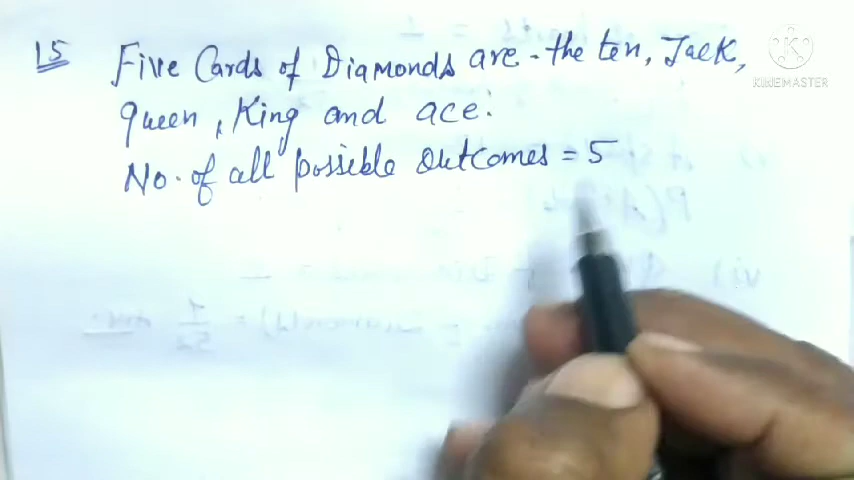 15 Five Cards of Diamonds are - the ten, Jack,
queen, King and ace.
No. of all possible outcomes = 5
KINEMASTER